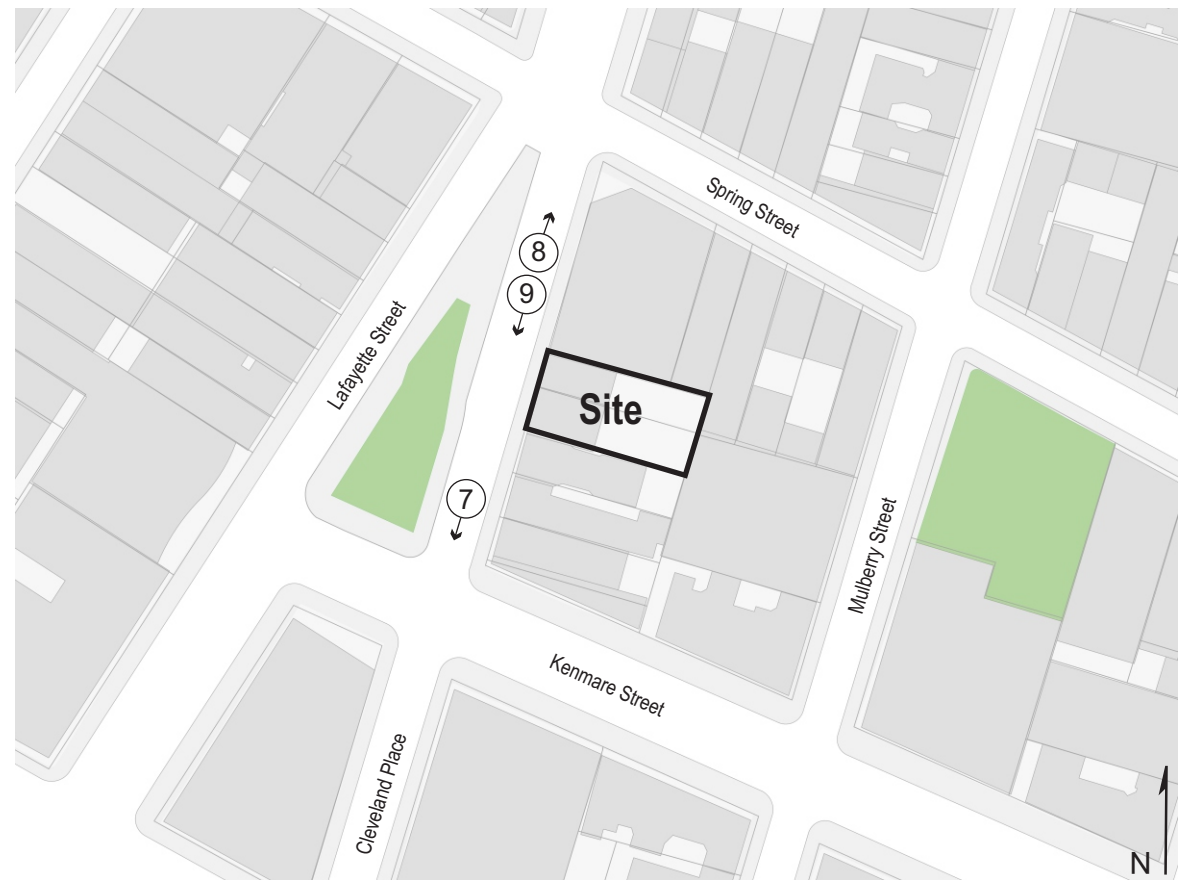 Spring Street
8
9
Lafayette Street
Site
7
Mulberry Street
Kenmare Street
Cleveland Place
N